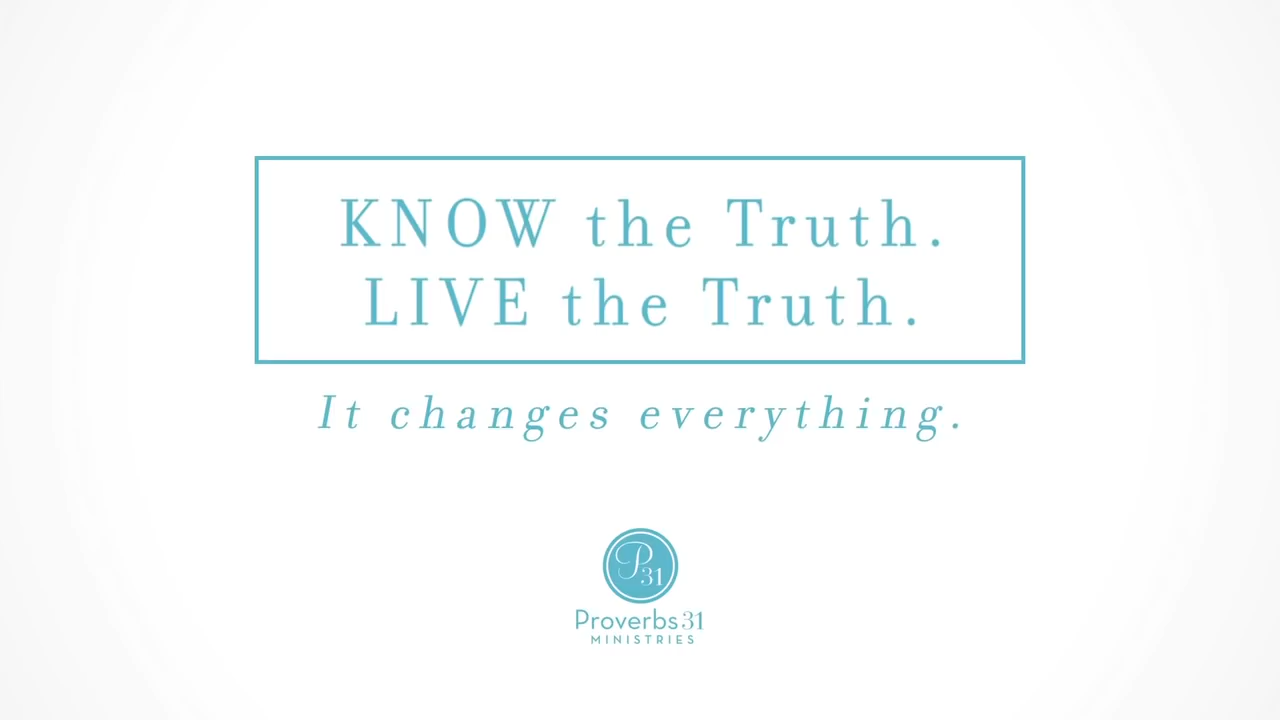 KNOW the Truth.
LIVE the Truth.
It changes everything.
P31
Proverbs 31
MINISTRIES